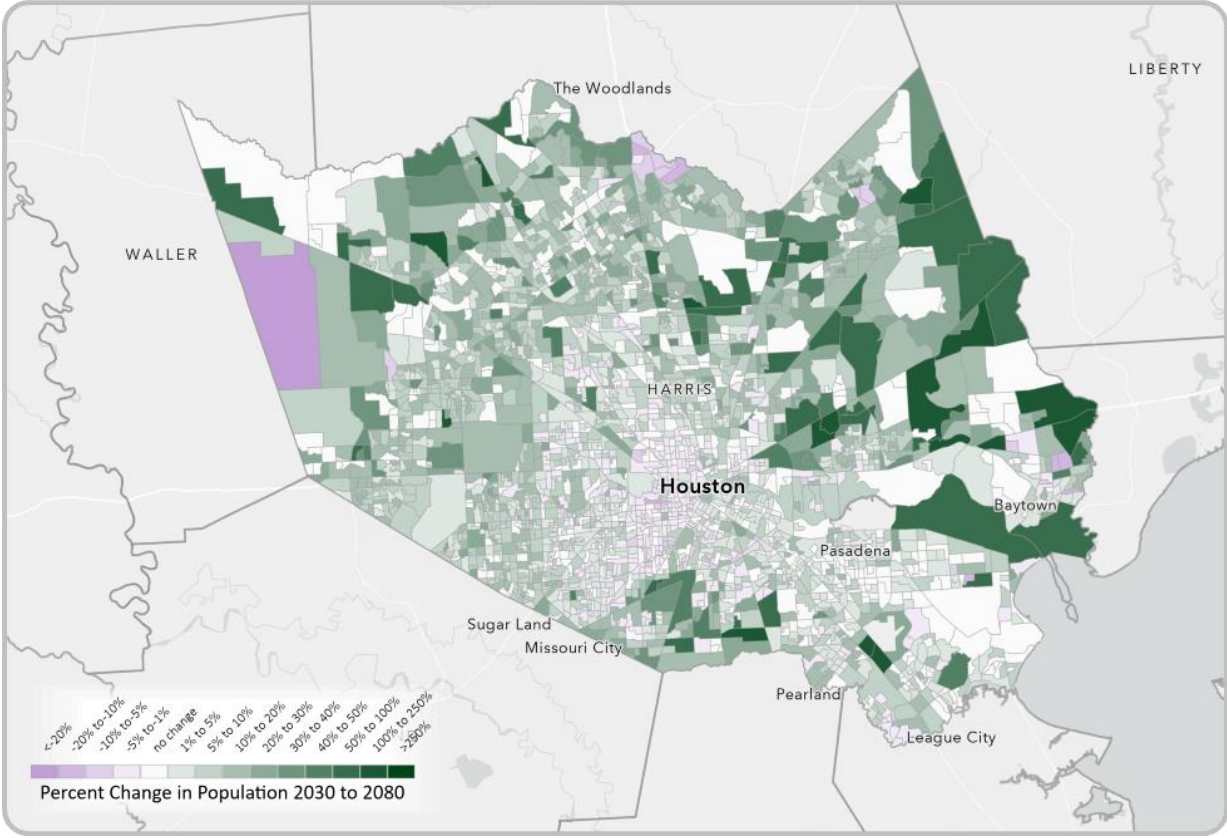 The Woodlands
LIBERTY
WALLER
HARRIS
Houston
Baytown
Pasadena
Sugar Land
Missouri City
Pearland
League City
<-20%
-20% to -10%
-10% to -5%
-5% to -1%
no change
1% to 5%
5% to 10%
10% to 20%
20% to 30%
30% to 40%
40% to 50%
50% to 100%
100% to 250%
>250%
Percent Change in Population 2030 to 2080